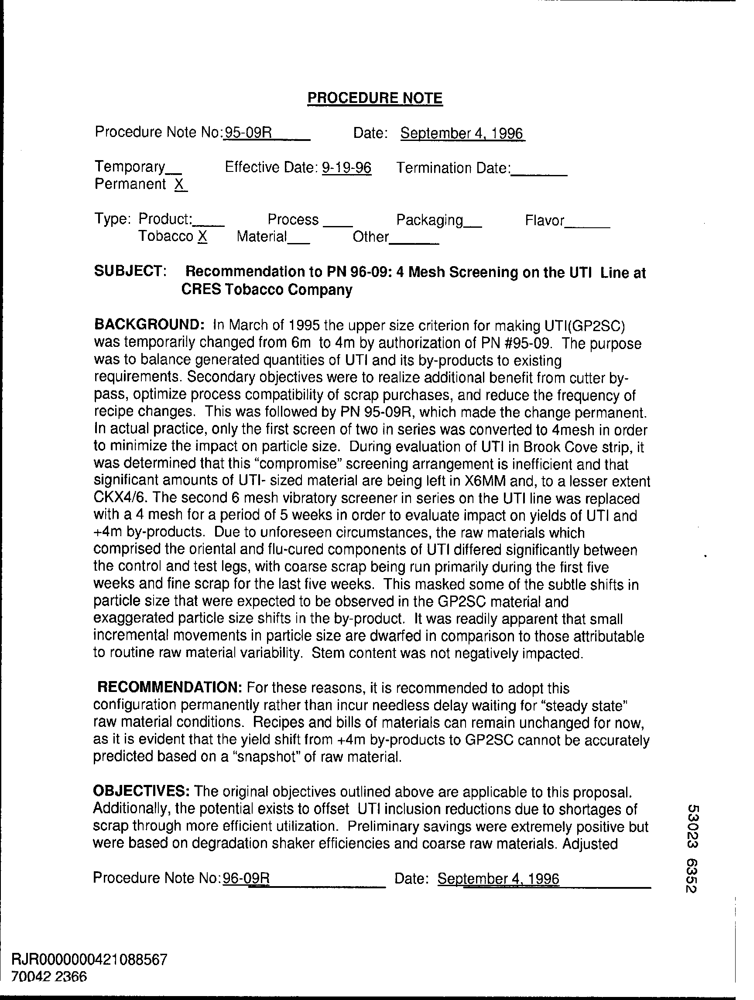 PROCEDURE NOTE
Procedure Note No:95-09R_____ Date: September 4, 1996
Temporary__ Effective Date: 9-19-96 Termination Date:_______
Permanent X
Type: Product:____ Process ____ Packaging__ Flavor______
Tobacco X Material___ Other_______
SUBJECT: Recommendation to PN 96-09: 4 Mesh Screening on the UTI Line at
CRES Tobacco Company
BACKGROUND: In March of 1995 the upper size criterion for making UTI(GP2SC)
was temporarily changed from 6m to 4m by authorization of PN #95-09. The purpose
was to balance generated quantities of UTI and its by-products to existing
requirements. Secondary objectives were to realize additional benefit from cutter by-
pass, optimize process compatibility of scrap purchases, and reduce the frequency of
recipe changes. This was followed by PN 95-09R, which made the change permanent.
In actual practice, only the first screen of two in series was converted to 4mesh in order
to minimize the impact on particle size. During evaluation of UTI in Brook Cove strip, it
was determined that this “compromise” screening arrangement is inefficient and that
significant amounts of UTI- sized material are being left in X6MM and, to a lesser extent
CKX4/6. The second 6 mesh vibratory screener in series on the UTI line was replaced
with a 4 mesh for a period of 5 weeks in order to evaluate impact on yields of UTI and
+4m by-products. Due to unforeseen circumstances, the raw materials which
comprised the oriental and flu-cured components of UTI differed significantly between
the control and test legs, with coarse scrap being run primarily during the first five
weeks and fine scrap for the last five weeks. This masked some of the subtle shifts in
particle size that were expected to be observed in the GP2SC material and
exaggerated particle size shifts in the by-product. It was readily apparent that small
incremental movements in particle size are dwarfed in comparison to those attributable
to routine raw material variability. Stem content was not negatively impacted.
RECOMMENDATION: For these reasons, it is recommended to adopt this
configuration permanently rather than incur needless delay waiting for “steady state”
raw material conditions. Recipes and bills of materials can remain unchanged for now,
as it is evident that the yield shift from +4m by-products to GP2SC cannot be accurately
predicted based on a “snapshot” of raw material.
OBJECTIVES: The original objectives outlined above are applicable to this proposal.
Additionally, the potential exists to offset UTI inclusion reductions due to shortages of
scrap through more efficient utilization. Preliminary savings were extremely positive but
were based on degradation shaker efficiencies and coarse raw materials. Adjusted
Procedure Note No:96-09R______________ Date: September 4, 1996
53023 6352
RJR0000000421088567
70042 2366